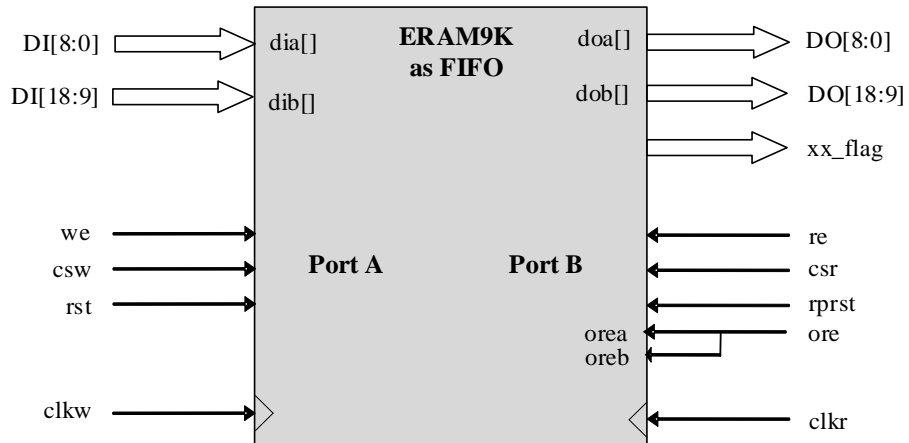 DI[8:0]
dia[]
ERAM9K
as FIFO
doa[]
DO[8:0]
DI[18:9]
dib[]
dob[]
DO[18:9]
xx_flag
we
re
csw
Port A
Port B
csr
rst
rprst
orea
ore
oreb
clkw
clkr